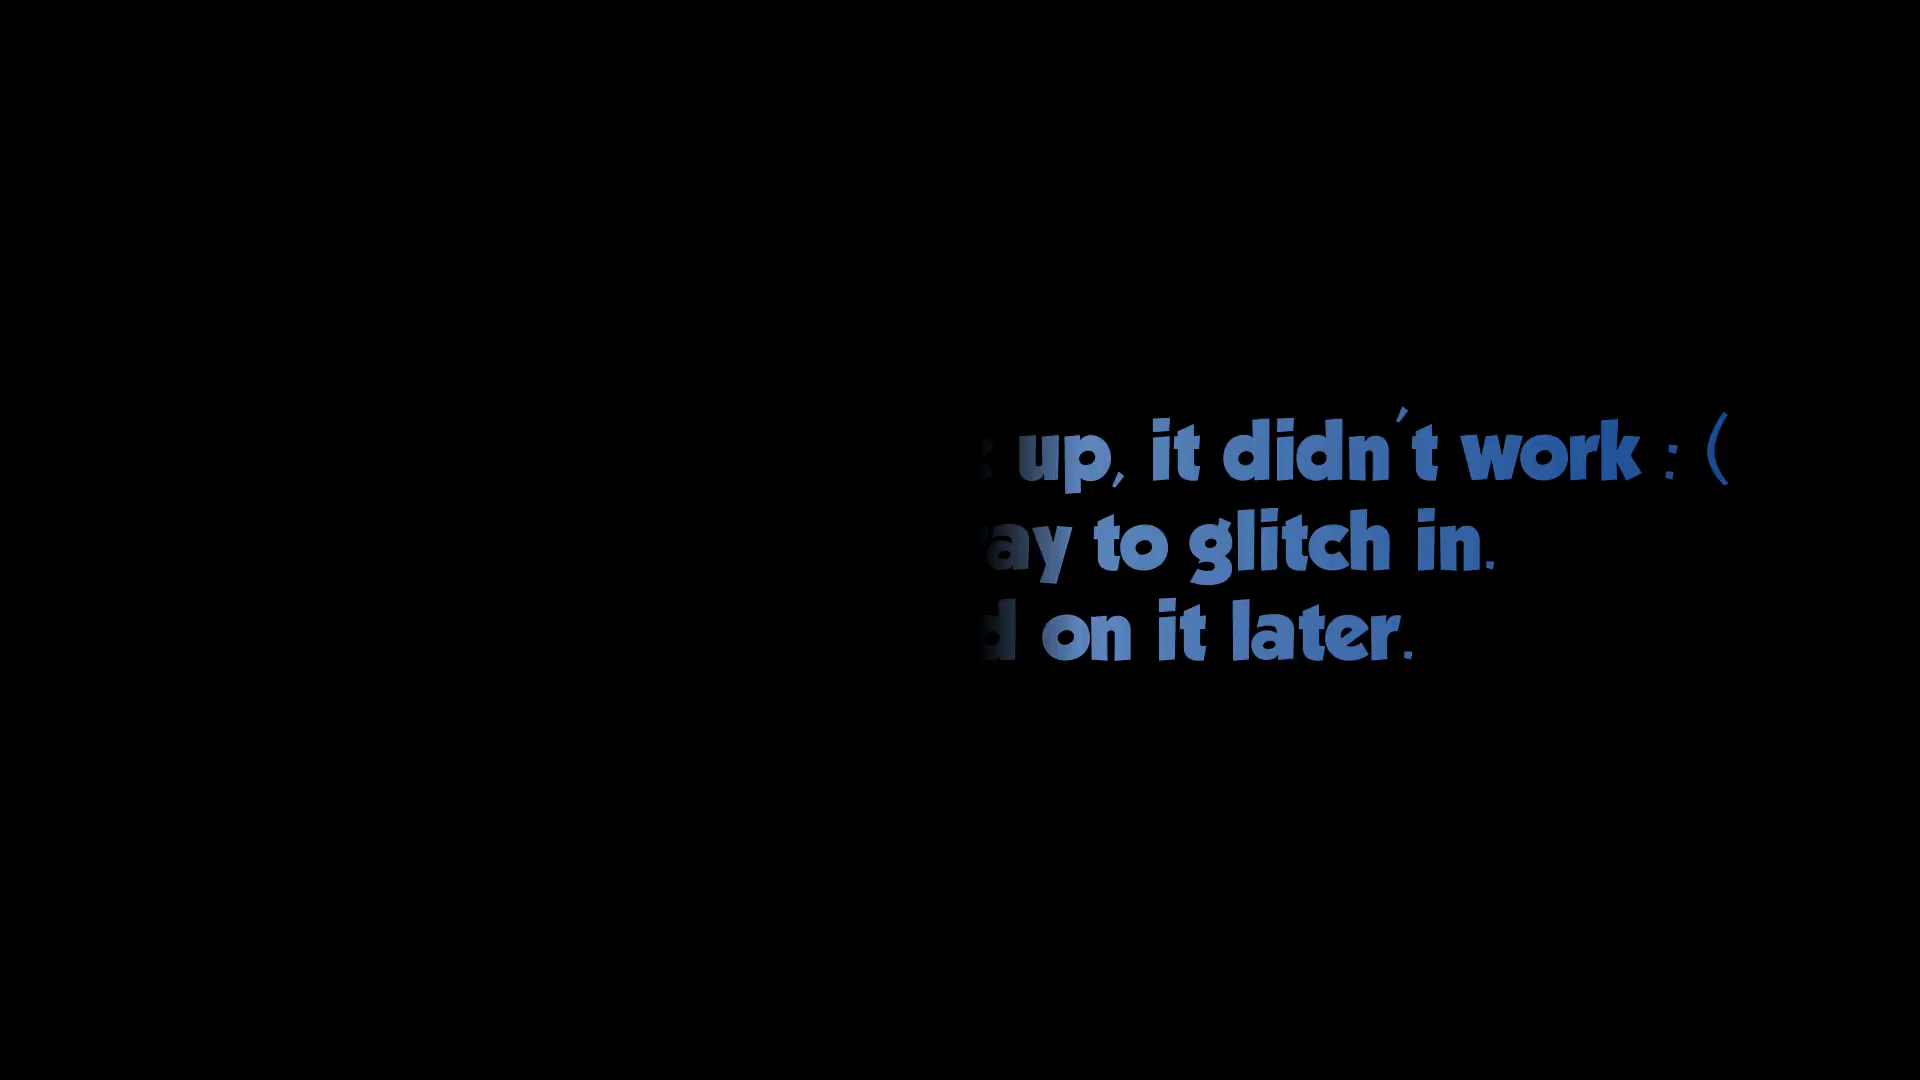 up, it didn't work : (
to glitch in.
on it later.